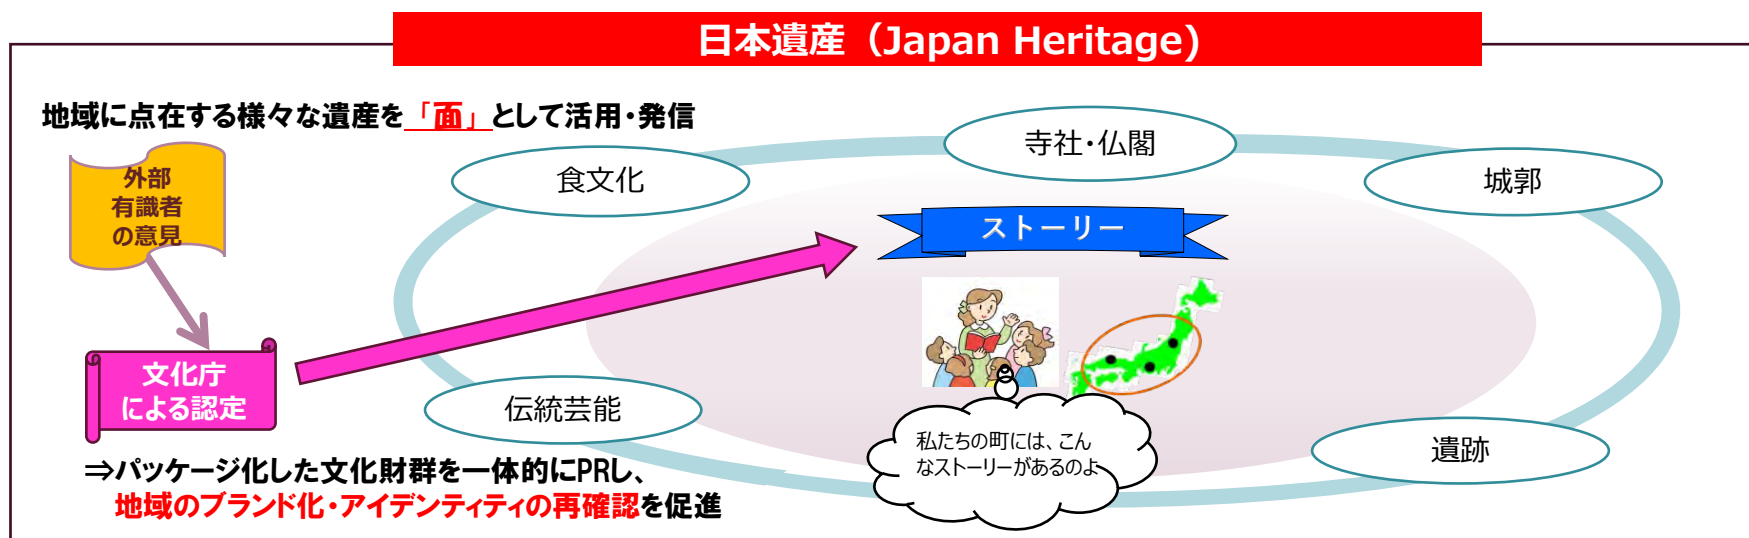 日本遺産（Japan Heritage)
地域に点在する様々な遺産を「面」として活用・発信
外部
有識者
の意見
文化庁
による認定
食文化
寺社・仏閣
城郭
ストーリー
伝統芸能
遺跡
私たちの町には、こん
なストーリーがあるのよ
⇒パッケージ化した文化財群を一体的にPRし、
地域のブランド化・アイデンティティの再確認を促進